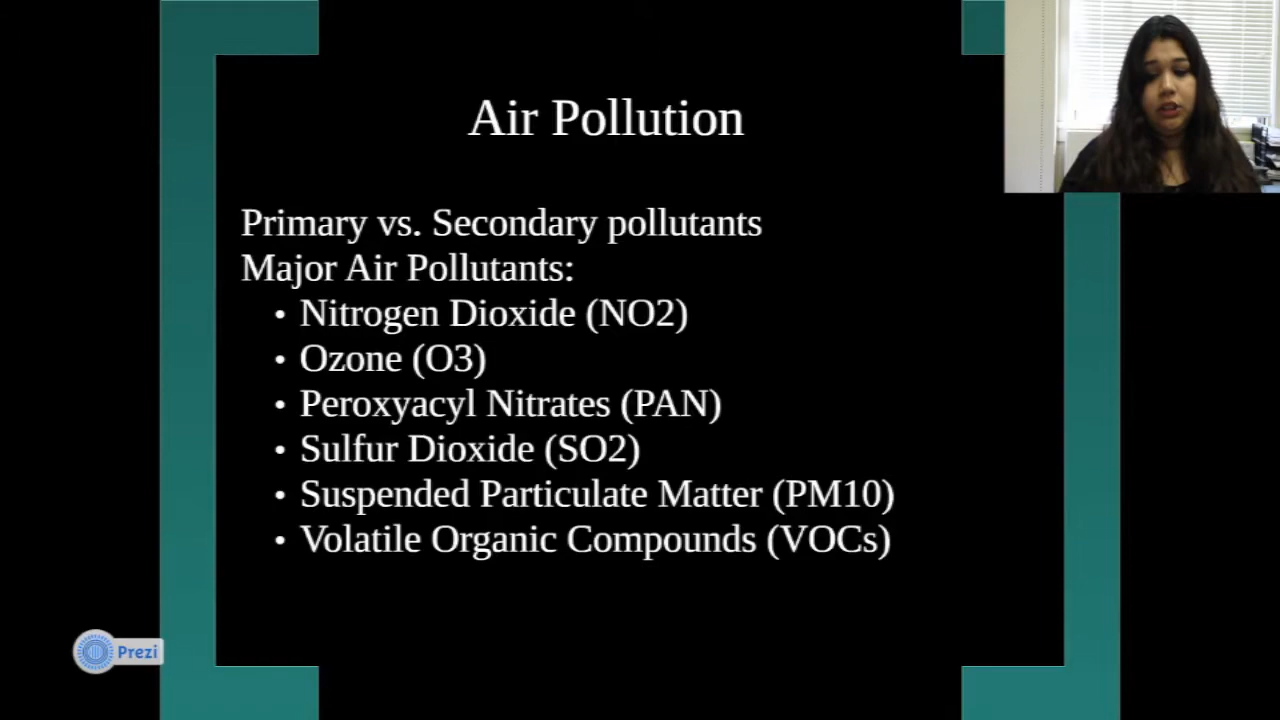 Air Pollution
Primary vs. Secondary pollutants
Major Air Pollutants:
• Nitrogen Dioxide (NO2)
• Ozone (O3)
• Peroxyacyl Nitrates (PAN)
• Sulfur Dioxide (SO2)
• Suspended Particulate Matter (PM10)
• Volatile Organic Compounds (VOCs)
Prezi